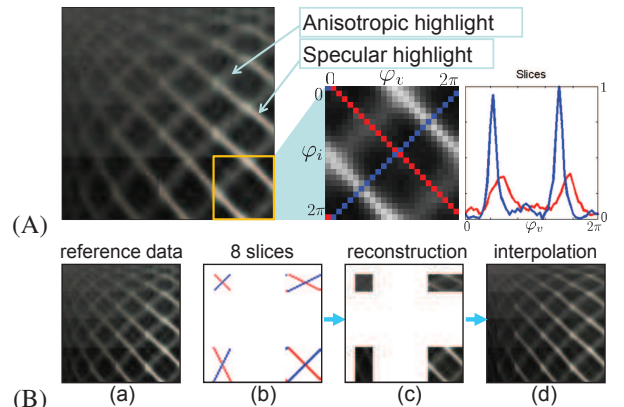 (A)
Anisotropic highlight
Specular highlight
0
φv
2π
0
φi
2π
Slices
1
0
0
φv
2π
(B)
reference data
8 slices
reconstruction
interpolation
(a)
(b)
(c)
(d)